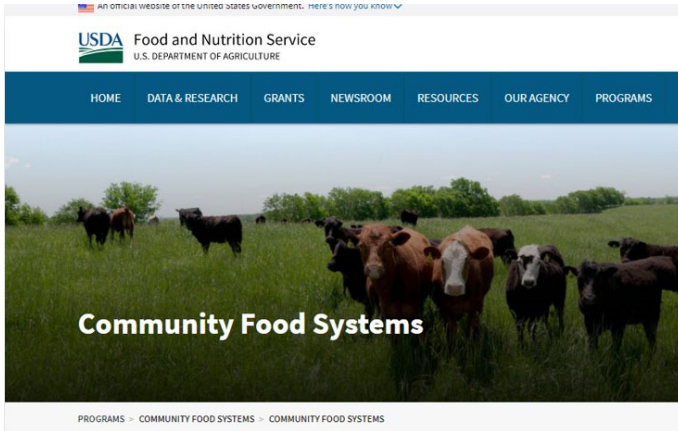 An official website of the United States Government. Here's how you know
USDA Food and Nutrition Service
U.S. DEPARTMENT OF AGRICULTURE
HOME DATA & RESEARCH GRANTS NEWSROOM RESOURCES OUR AGENCY PROGRAMS
Community Food Systems
PROGRAMS > COMMUNITY FOOD SYSTEMS > COMMUNITY FOOD SYSTEMS